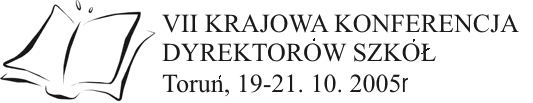 VII KRAJOWA KONFERENCJA
DYREKTORÓW SZKÓŁ
Toruń, 19-21. 10. 2005r